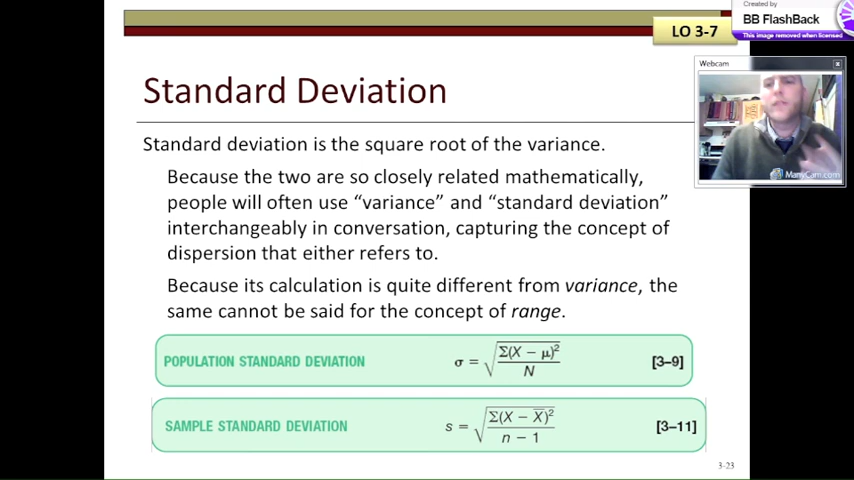 Created by
BB FlashBack
This image removed when licensed
LO 3-7
Webcam
Standard Deviation
ManyCam.com
Standard deviation is the square root of the variance.
Because the two are so closely related mathematically,
people will often use “variance” and “standard deviation”
interchangeably in conversation, capturing the concept of
dispersion that either refers to.
Because its calculation is quite different from variance, the
same cannot be said for the concept of range.
POPULATION STANDARD DEVIATION σ = √(Σ(X − μ)² / N) [3–9]
SAMPLE STANDARD DEVIATION s = √(Σ(X − X̄)² / n − 1) [3–11]
3-23